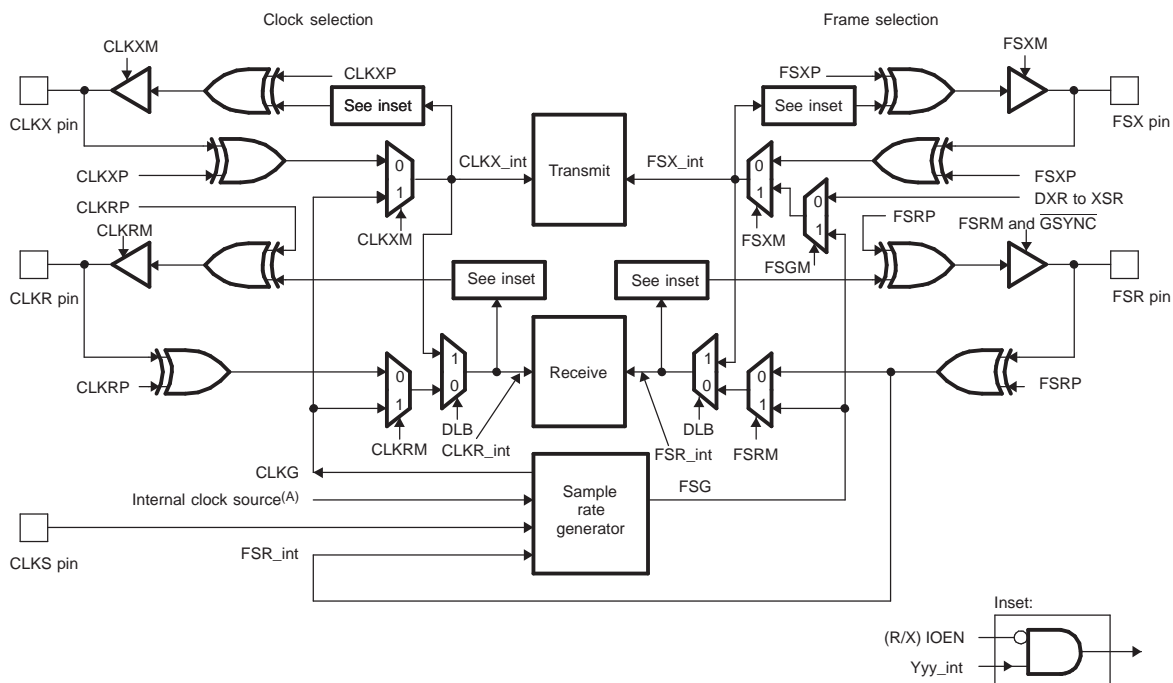 Clock selection
Frame selection
CLKXM
CLKXP
See inset
CLKX pin
CLKXP
0
1
CLKXM
CLKX_int
Transmit
FSX_int
FSXP
See inset
FSXM
FSX pin
FSXP
0
1
FSXM
0
1
FSGM
DXR to XSR
CLKRP
CLKRM
CLKR pin
See inset
See inset
FSRP
FSRM and GSYNC
FSR pin
CLKRP
0
1
CLKRM
1
0
DLB
CLKR_int
Receive
1
0
DLB
FSR_int
0
1
FSRM
FSRP
CLKG
Internal clock source(A)
CLKS pin
FSR_int
Sample
rate
generator
FSG
Inset:
(R/X) IOEN
Yyy_int